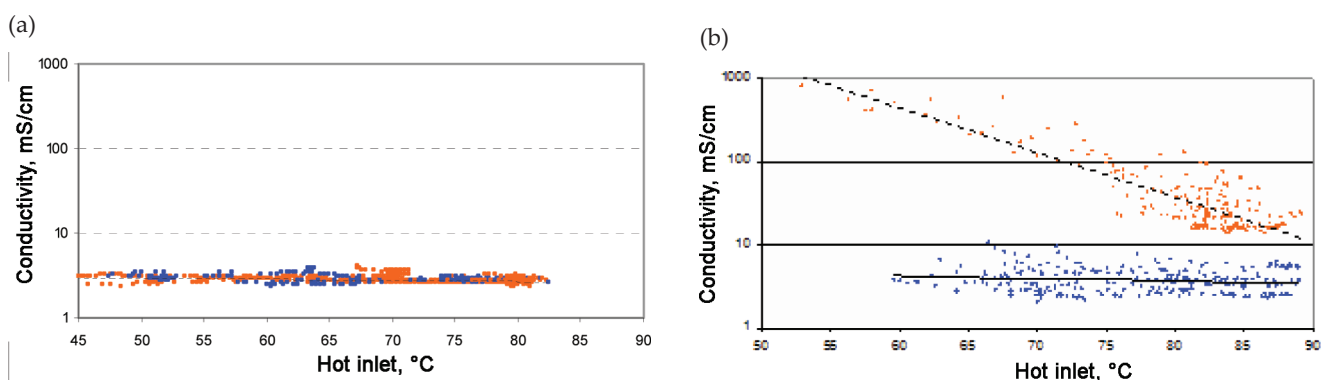 (a)
Conductivity, mS/cm
1000
100
10
1
45 50 55 60 65 70 75 80 85 90
Hot inlet, °C
(b)
Conductivity, mS/cm
1000
100
10
1
50 55 60 65 70 75 80 85 90
Hot inlet, °C